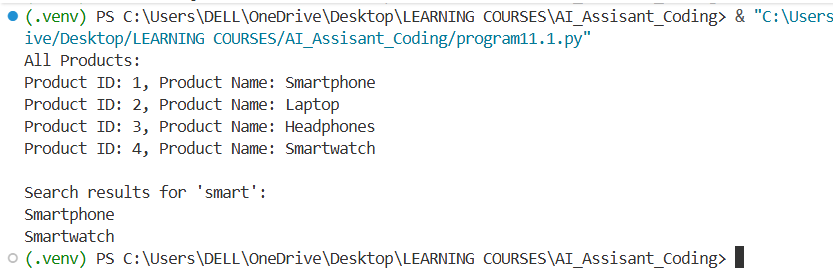 (.venv) PS C:\Users\DELL\OneDrive\Desktop\LEARNING COURSES\AI_Assisant_Coding> & "C:\Users
ive/Desktop/LEARNING COURSES/AI_Assisant_Coding/program11.1.py"
All Products:
Product ID: 1, Product Name: Smartphone
Product ID: 2, Product Name: Laptop
Product ID: 3, Product Name: Headphones
Product ID: 4, Product Name: Smartwatch
Search results for 'smart':
Smartphone
Smartwatch
(.venv) PS C:\Users\DELL\OneDrive\Desktop\LEARNING COURSES\AI_Assisant_Coding>